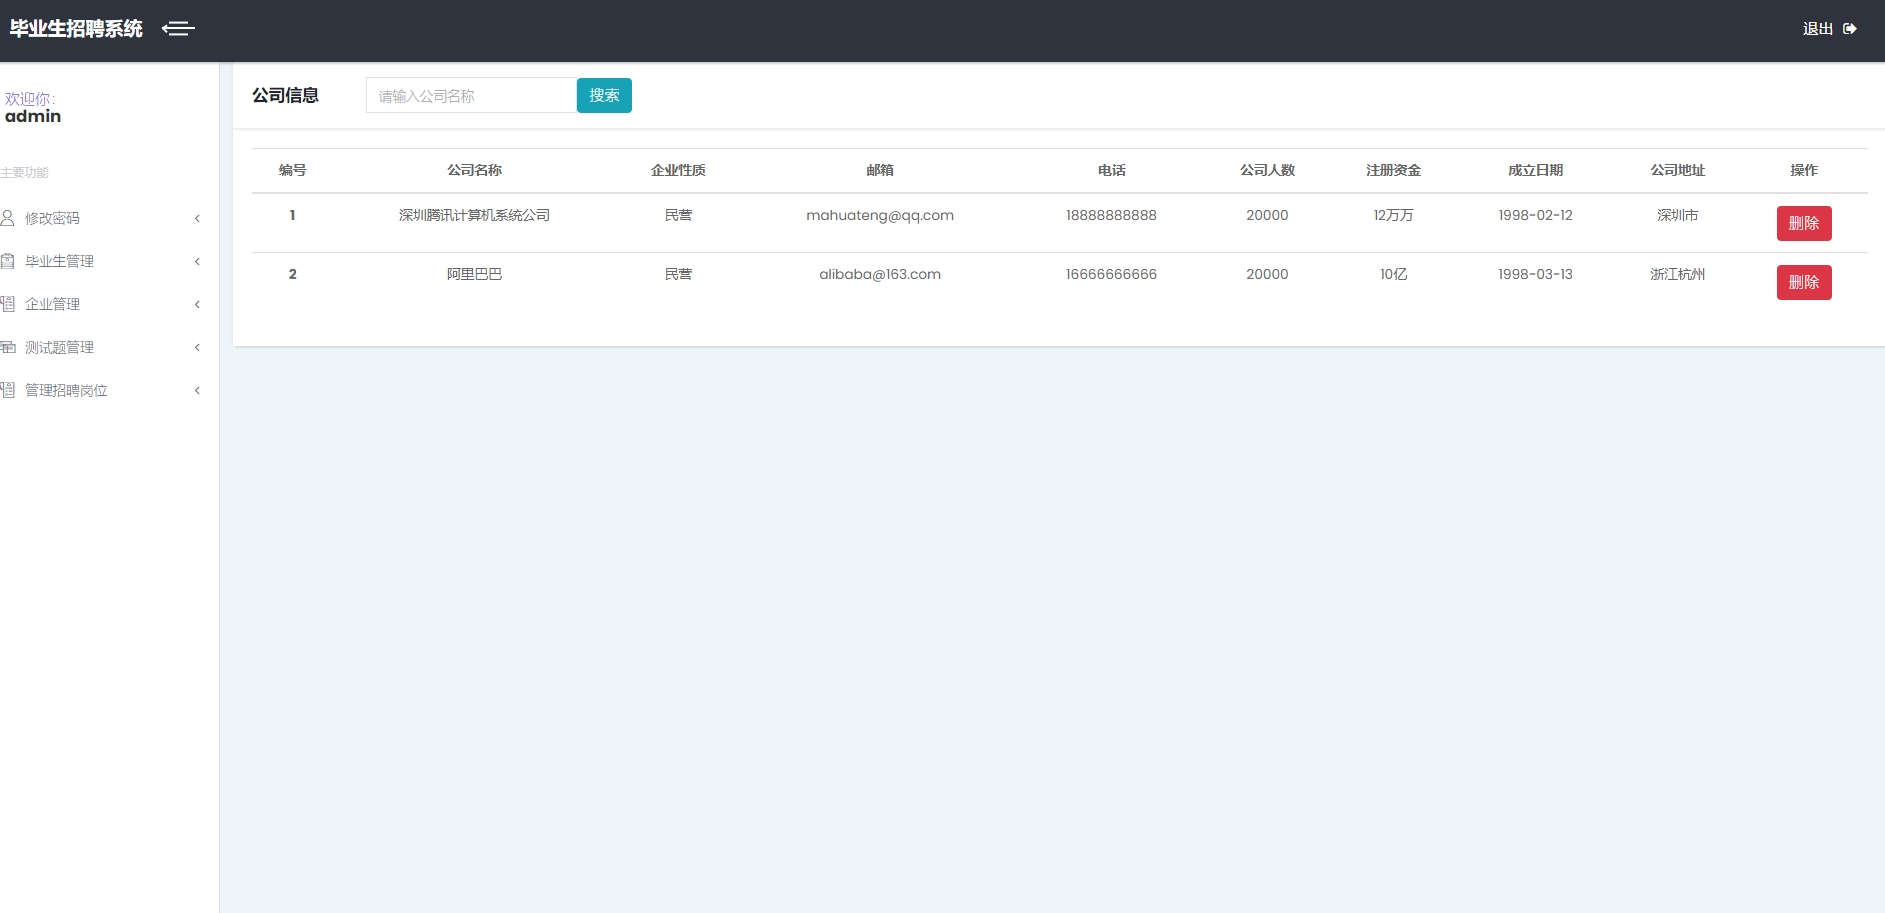 毕业生招聘系统
退出
欢迎你:
admin
主要功能
修改密码
毕业生管理
企业管理
测试题管理
管理招聘岗位
公司信息 请输入公司名称 搜索
编号 公司名称 企业性质 邮箱 电话 公司人数 注册资金 成立日期 公司地址 操作
1 深圳腾讯计算机系统公司 民营 mahuateng@qq.com 18888888888 20000 12万万 1998-02-12 深圳市 删除
2 阿里巴巴 民营 alibaba@163.com 16666666666 20000 10亿 1998-03-13 浙江杭州 删除